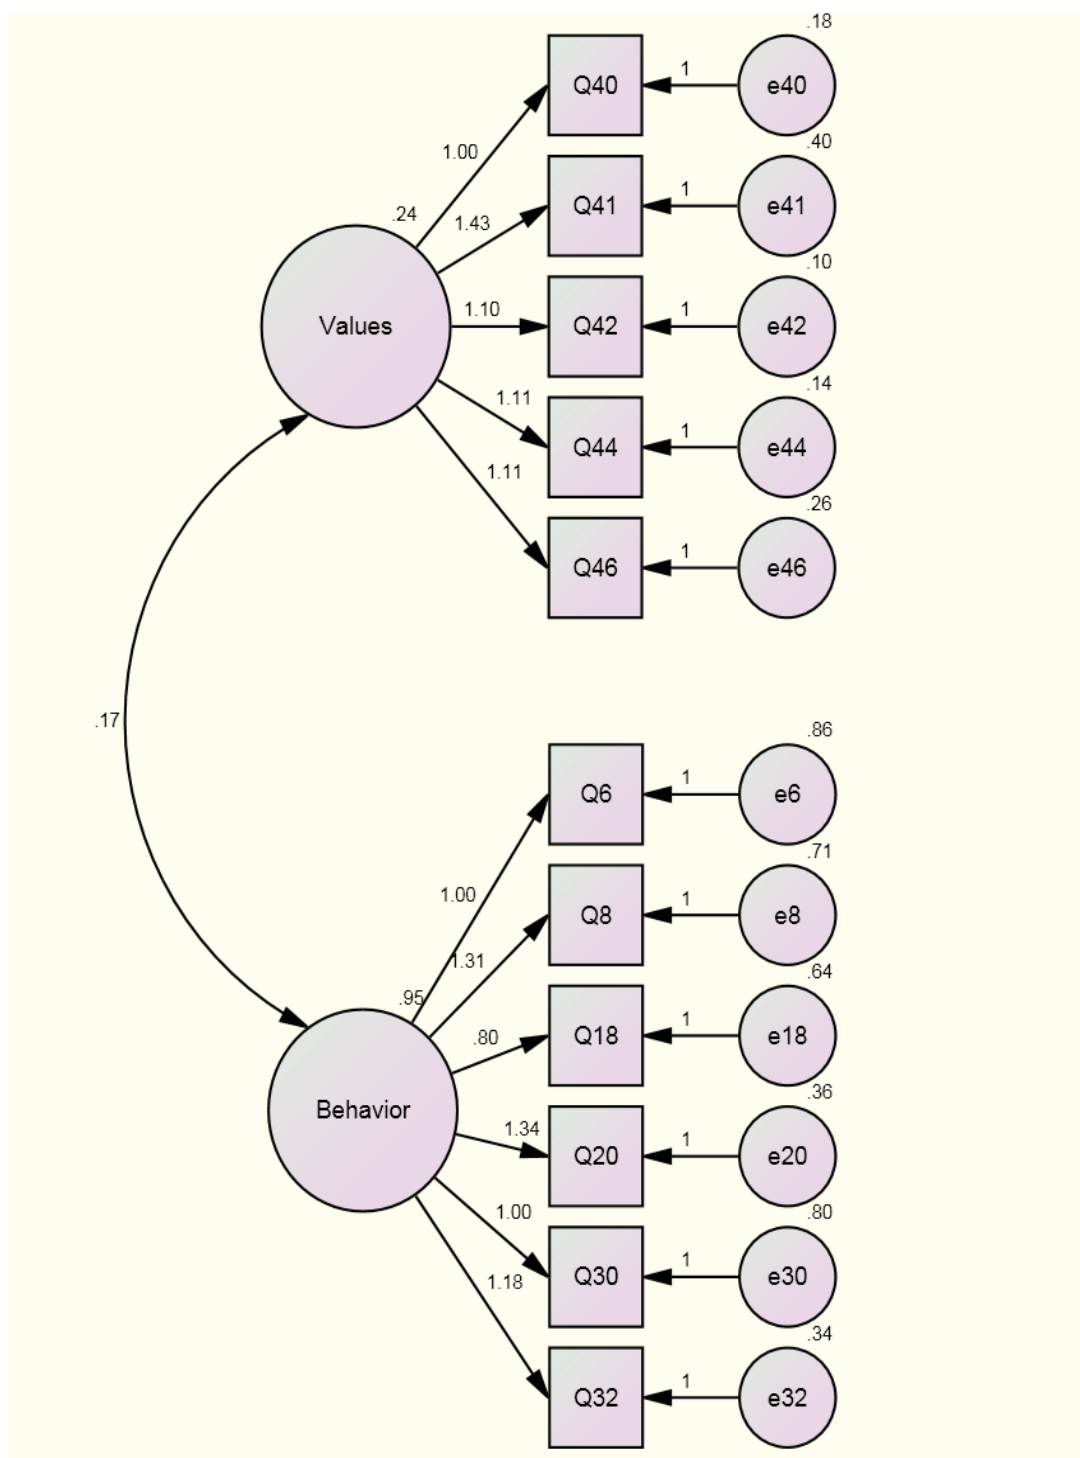 .18
Q40
1
e40
1.00
.40
.24
1.43
Q41
1
e41
.10
Values
1.10
Q42
1
e42
.14
1.11
Q44
1
e44
.26
1.11
Q46
1
e46
.17
.86
Q6
1
e6
1.00
.71
Q8
1
e8
1.31
.64
.95
.80
Q18
1
e18
.36
Behavior
1.34
Q20
1
e20
.80
1.00
Q30
1
e30
1.18
.34
Q32
1
e32